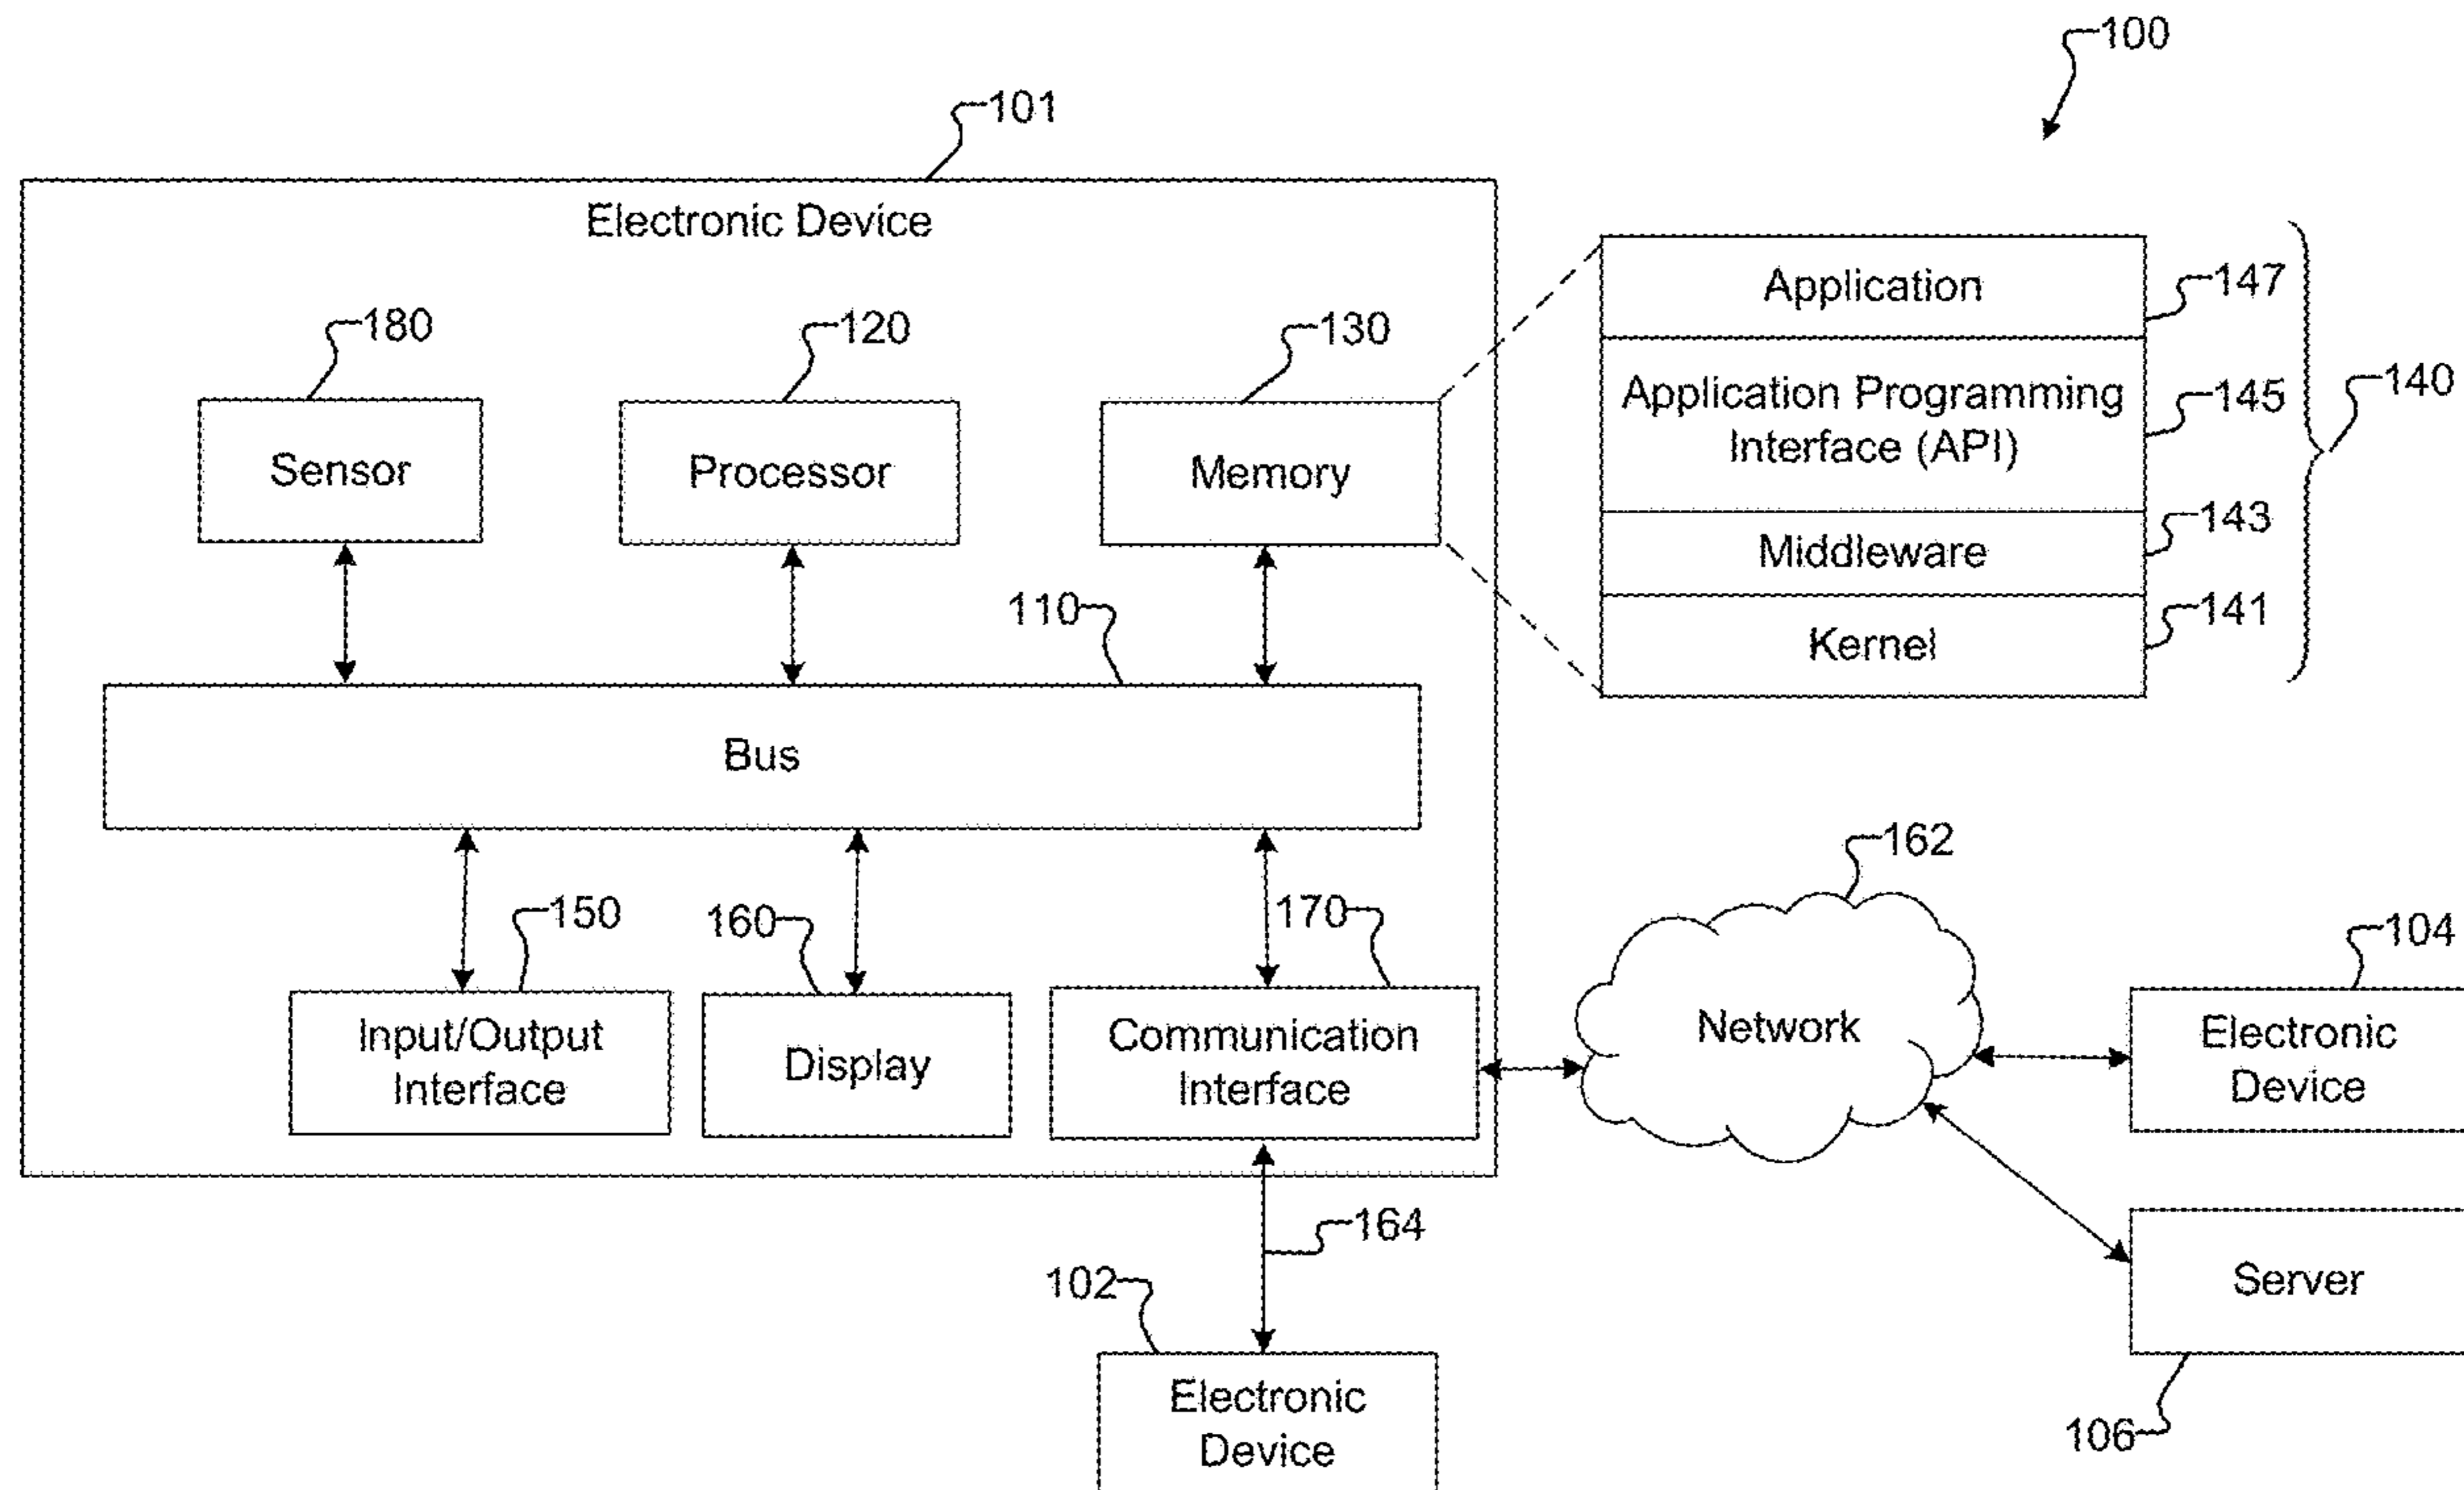 100
101
Electronic Device
180
120
130
Sensor
Processor
Memory
Application
147
Application Programming
Interface (API)
145
140
Middleware
143
Kernel
141
110
Bus
150
160
170
Input/Output
Interface
Display
Communication
Interface
162
Network
104
Electronic
Device
164
102
Electronic
Device
Server
106